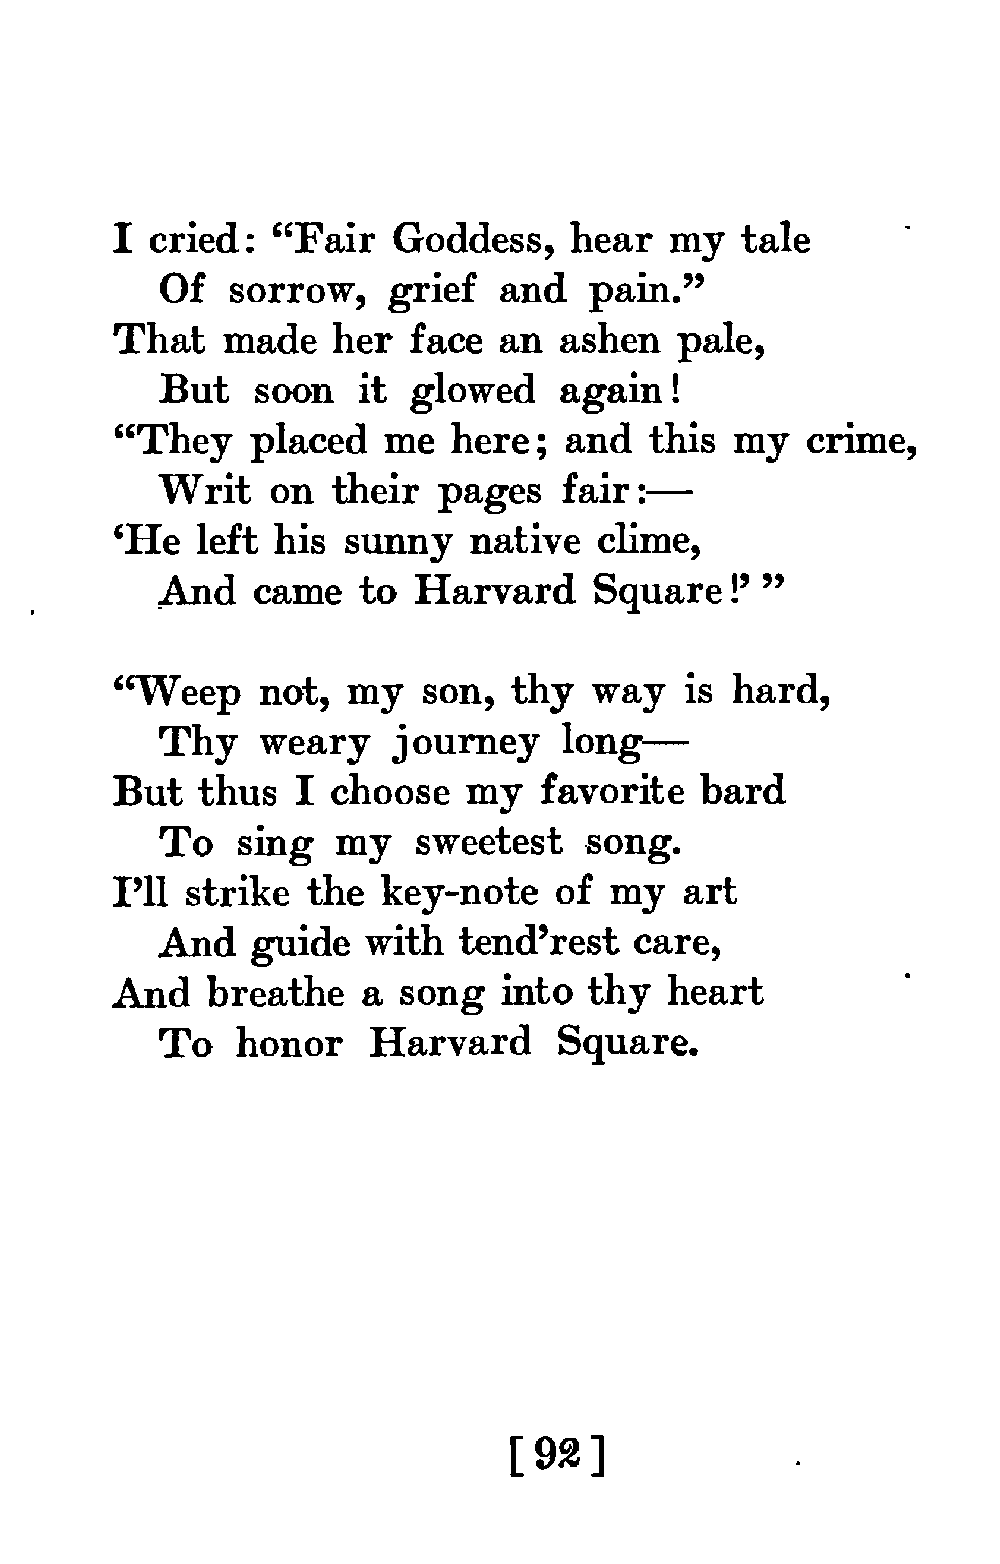 I cried: “Fair Goddess, hear my tale
Of sorrow, grief and pain.”
That made her face an ashen pale,
But soon it glowed again!
“They placed me here; and this my crime,
Writ on their pages fair:—
‘He left his sunny native clime,
And came to Harvard Square!’ ”

“Weep not, my son, thy way is hard,
Thy weary journey long—
But thus I choose my favorite bard
To sing my sweetest song.
I’ll strike the key-note of my art
And guide with tend’rest care,
And breathe a song into thy heart
To honor Harvard Square.

[92]